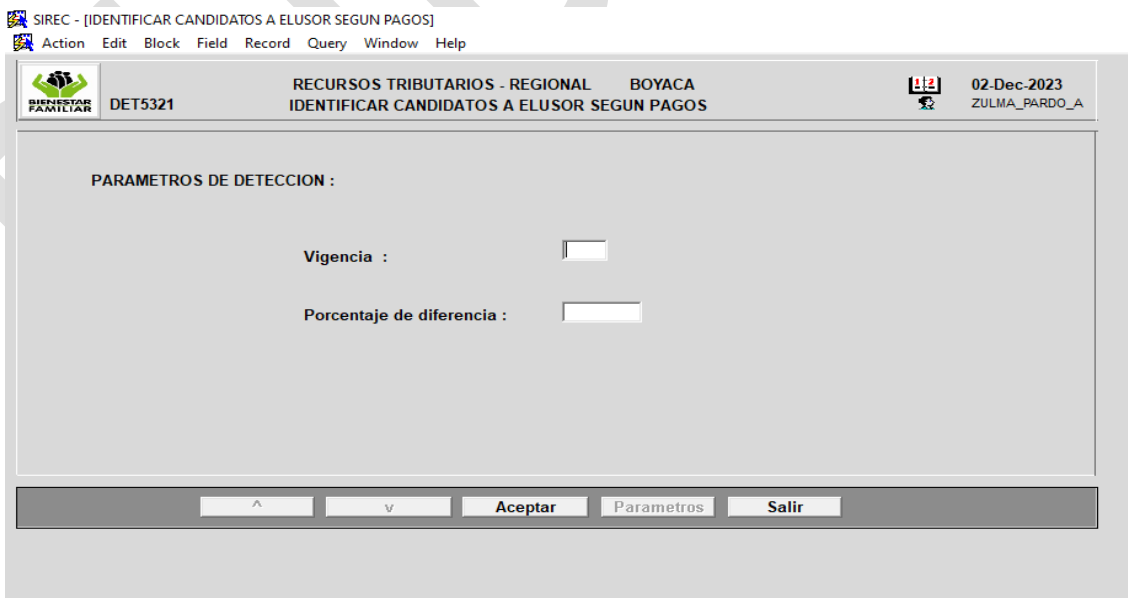 SIREC - [IDENTIFICAR CANDIDATOS A ELUSOR SEGUN PAGOS]
Action Edit Block Field Record Query Window Help
BIENESTAR
FAMILIAR
DET5321
RECURSOS TRIBUTARIOS - REGIONAL BOYACA
IDENTIFICAR CANDIDATOS A ELUSOR SEGUN PAGOS
1 2
02-Dec-2023
ZULMA_PARDO_A
PARAMETROS DE DETECCION :
Vigencia :
Porcentaje de diferencia :
^ v Aceptar Parametros Salir